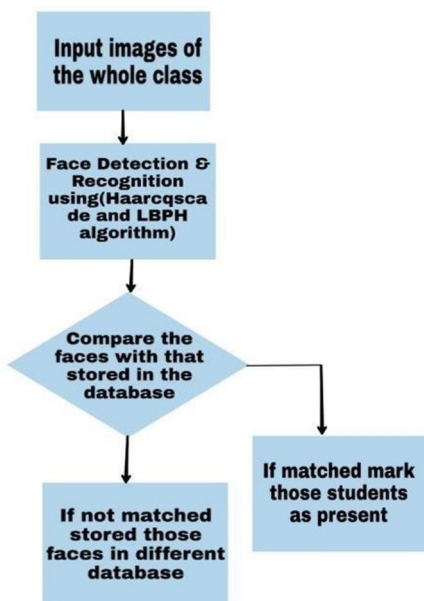 Input images of
the whole class
Face Detection &
Recognition
using(Haarcqsca
de and LBPH
algorithm)
Compare the
faces with that
stored in the
database
If matched mark
those students
as present
If not matched
stored those
faces in different
database